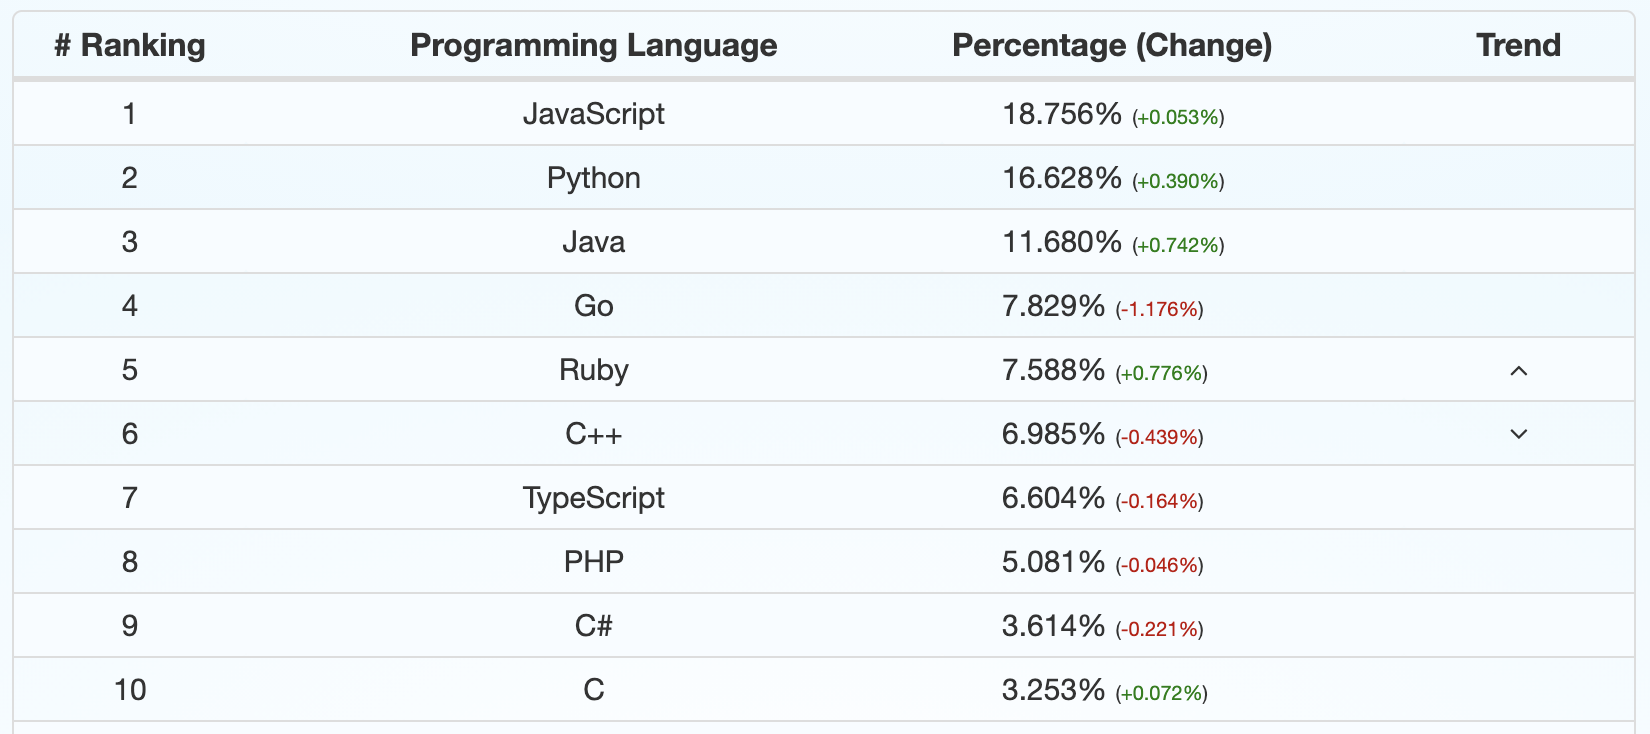 # Ranking Programming Language Percentage (Change) Trend
1 JavaScript 18.756% (+0.053%)
2 Python 16.628% (+0.390%)
3 Java 11.680% (+0.742%)
4 Go 7.829% (-1.176%)
5 Ruby 7.588% (+0.776%)
6 C++ 6.985% (-0.439%)
7 TypeScript 6.604% (-0.164%)
8 PHP 5.081% (-0.046%)
9 C# 3.614% (-0.221%)
10 C 3.253% (+0.072%)